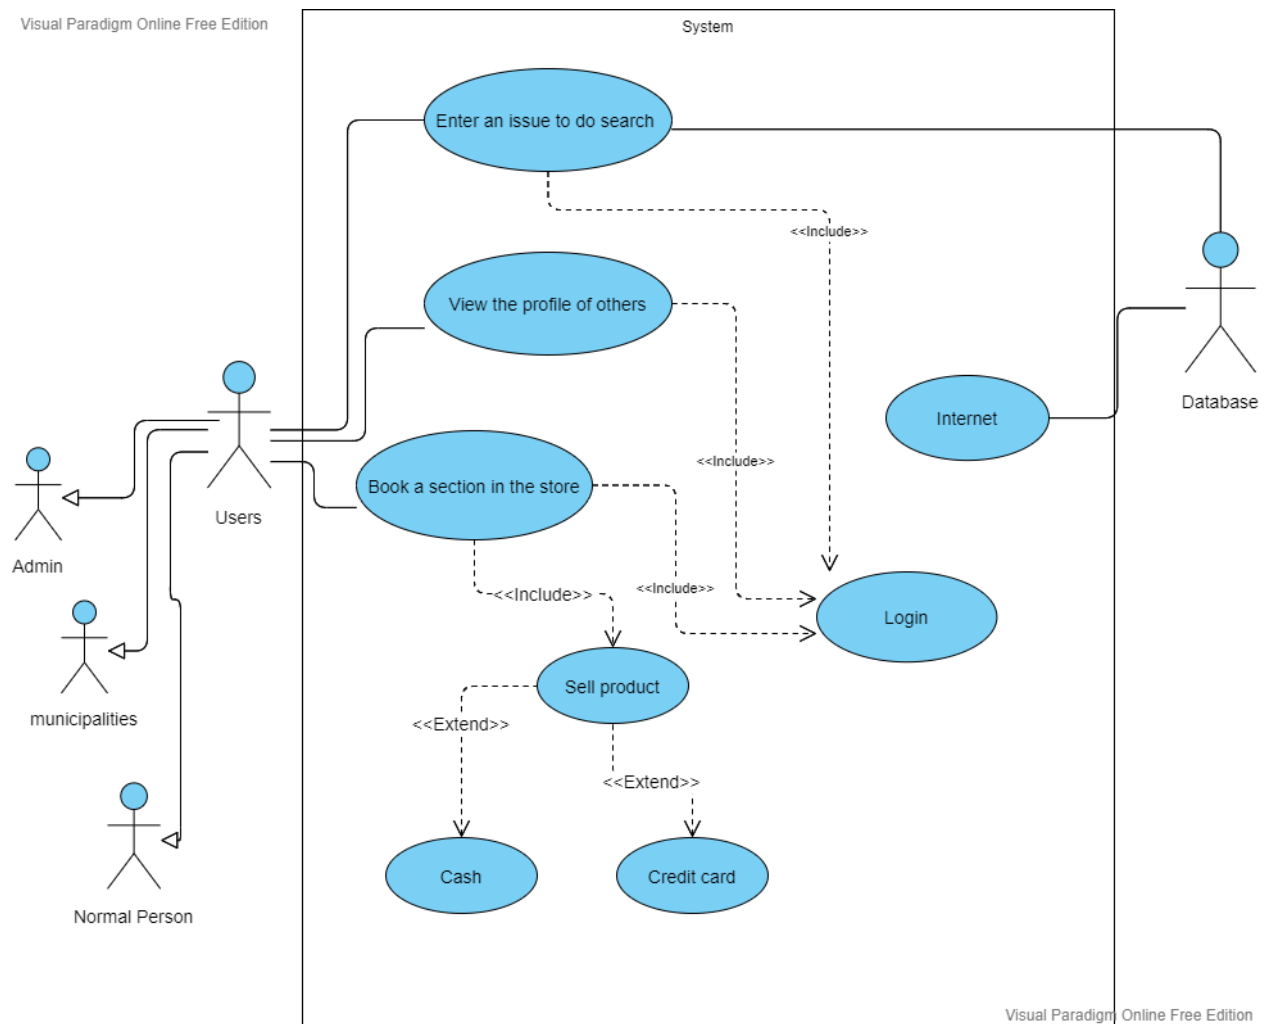 Visual Paradigm Online Free Edition
System
Enter an issue to do search
<<Include>>
View the profile of others
Database
Internet
<<Include>>
Book a section in the store
Users
Admin
<<Include>>
<<Include>>
Login
Sell product
municipalities
<<Extend>>
<<Extend>>
Cash
Credit card
Normal Person
Visual Paradigm Online Free Edition